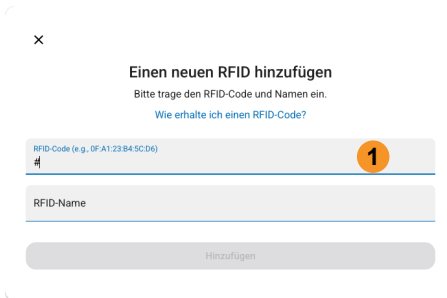 ×
Einen neuen RFID hinzufügen
Bitte trage den RFID-Code und Namen ein.
Wie erhalte ich einen RFID-Code?
RFID-Code (e.g., 0F:A1:23:B4:5C:D6)
#
1
RFID-Name
Hinzufügen